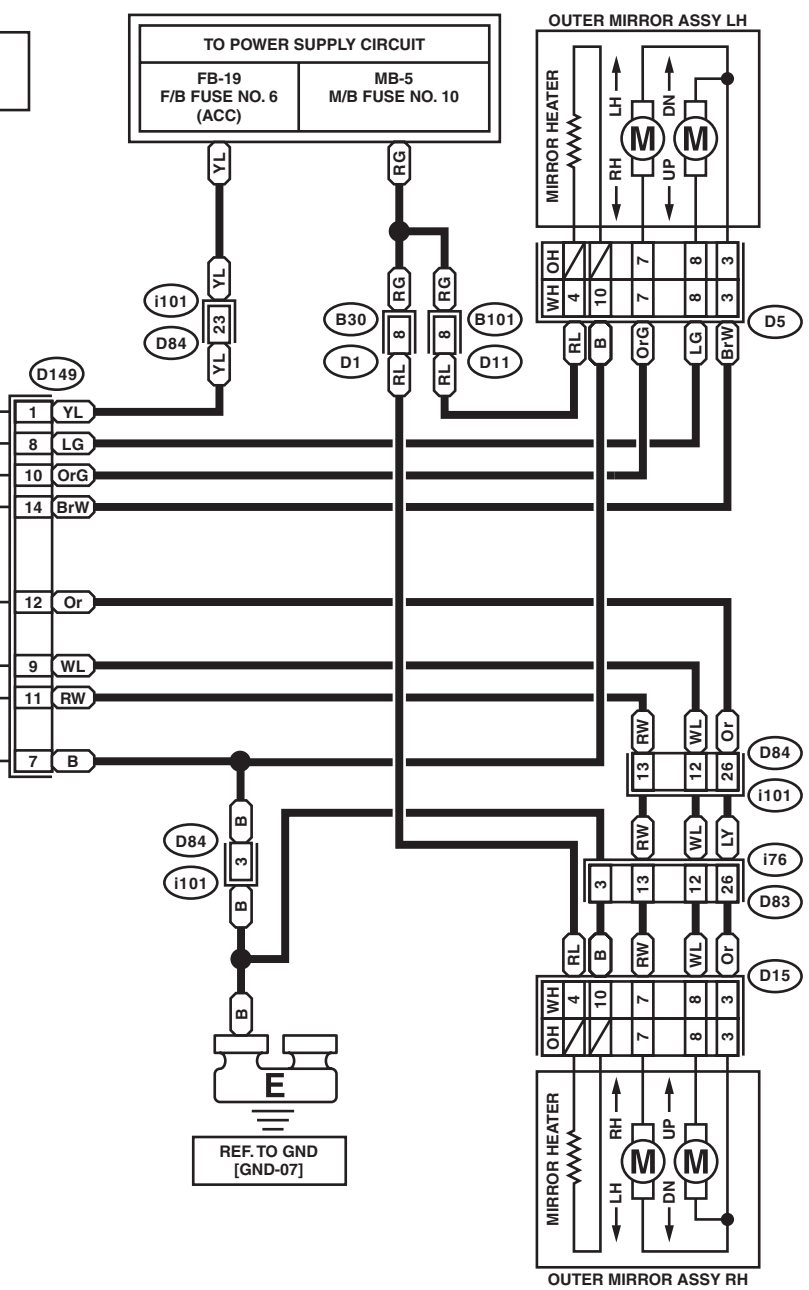 OUTER MIRROR ASSY LH
TO POWER SUPPLY CIRCUIT
FB-19
F/B FUSE NO. 6
(ACC)
MB-5
M/B FUSE NO. 10
MIRROR HEATER
LH
RH
DN
UP
M
M
YL
RG
OH
7
8
3
WH
4
10
7
8
3
D5
YL
RG
RG
i101
23
D84
B30
8
D1
8
B101
D11
YL
RL
RL
RL
B
OrG
LG
BrW
D149
1
YL
8
LG
10
OrG
14
BrW
12
Or
9
WL
11
RW
7
B
RW
WL
Or
D84
13
12
26
i101
B
D84
3
i101
B
RW
WL
LY
i76
3
13
12
26
D83
RL
B
RW
WL
Or
D15
WH
4
10
7
8
3
OH
7
8
3
B
E
REF. TO GND
[GND-07]
MIRROR HEATER
RH
LH
UP
DN
M
M
OUTER MIRROR ASSY RH